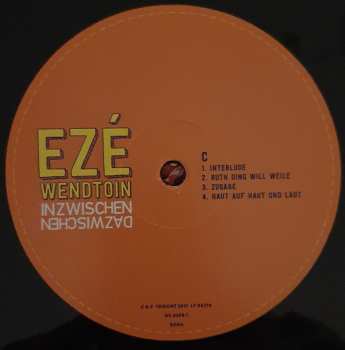 EZÉ
WENDTOIN
INZWISCHEN
DAZWISCHEN
C
1. INTERLUDE
2. RUTH DING WILL WEILE
3. ZUGABE
4. HAUT AUF HAUT UND LAUT